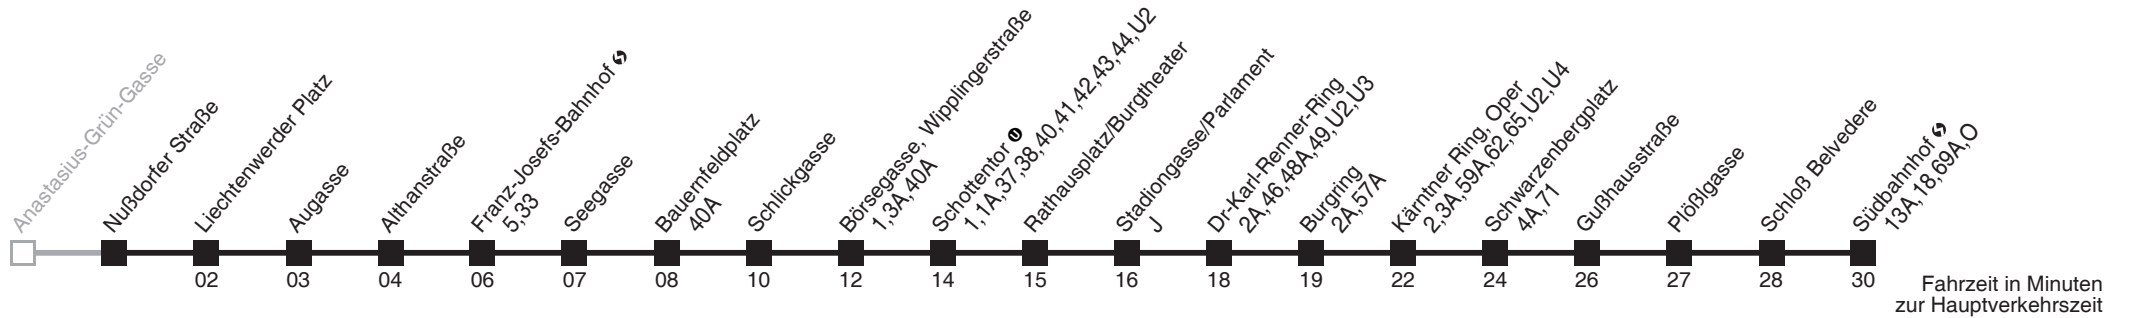 Anastasius-Grün-Gasse
Nußdorfer Straße
Liechtenwerder Platz
Augasse
Althanstraße
Franz-Josefs-Bahnhof
5,33
Seegasse
Bauernfeldplatz
40A
Schlickgasse
Börsegasse, Wipplingerstraße
1,3A,40A
Schottentor U
1,1A,37,38,40,41,42,43,44,U2
Rathausplatz/Burgtheater
Stadiongasse/Parlament
J
Dr-Karl-Renner-Ring
2A,46,48A,49,U2,U3
Burgring
2A,57A
Kärntner Ring, Oper
2,3A,59A,62,65,U2,U4
Schwarzenbergplatz
4A,71
Gußhausstraße
Plößlgasse
Schloß Belvedere
Südbahnhof
13A,18,69A,O
02 03 04 06 07 08 10 12 14 15 16 18 19 22 24 26 27 28 30
Fahrzeit in Minuten
zur Hauptverkehrszeit